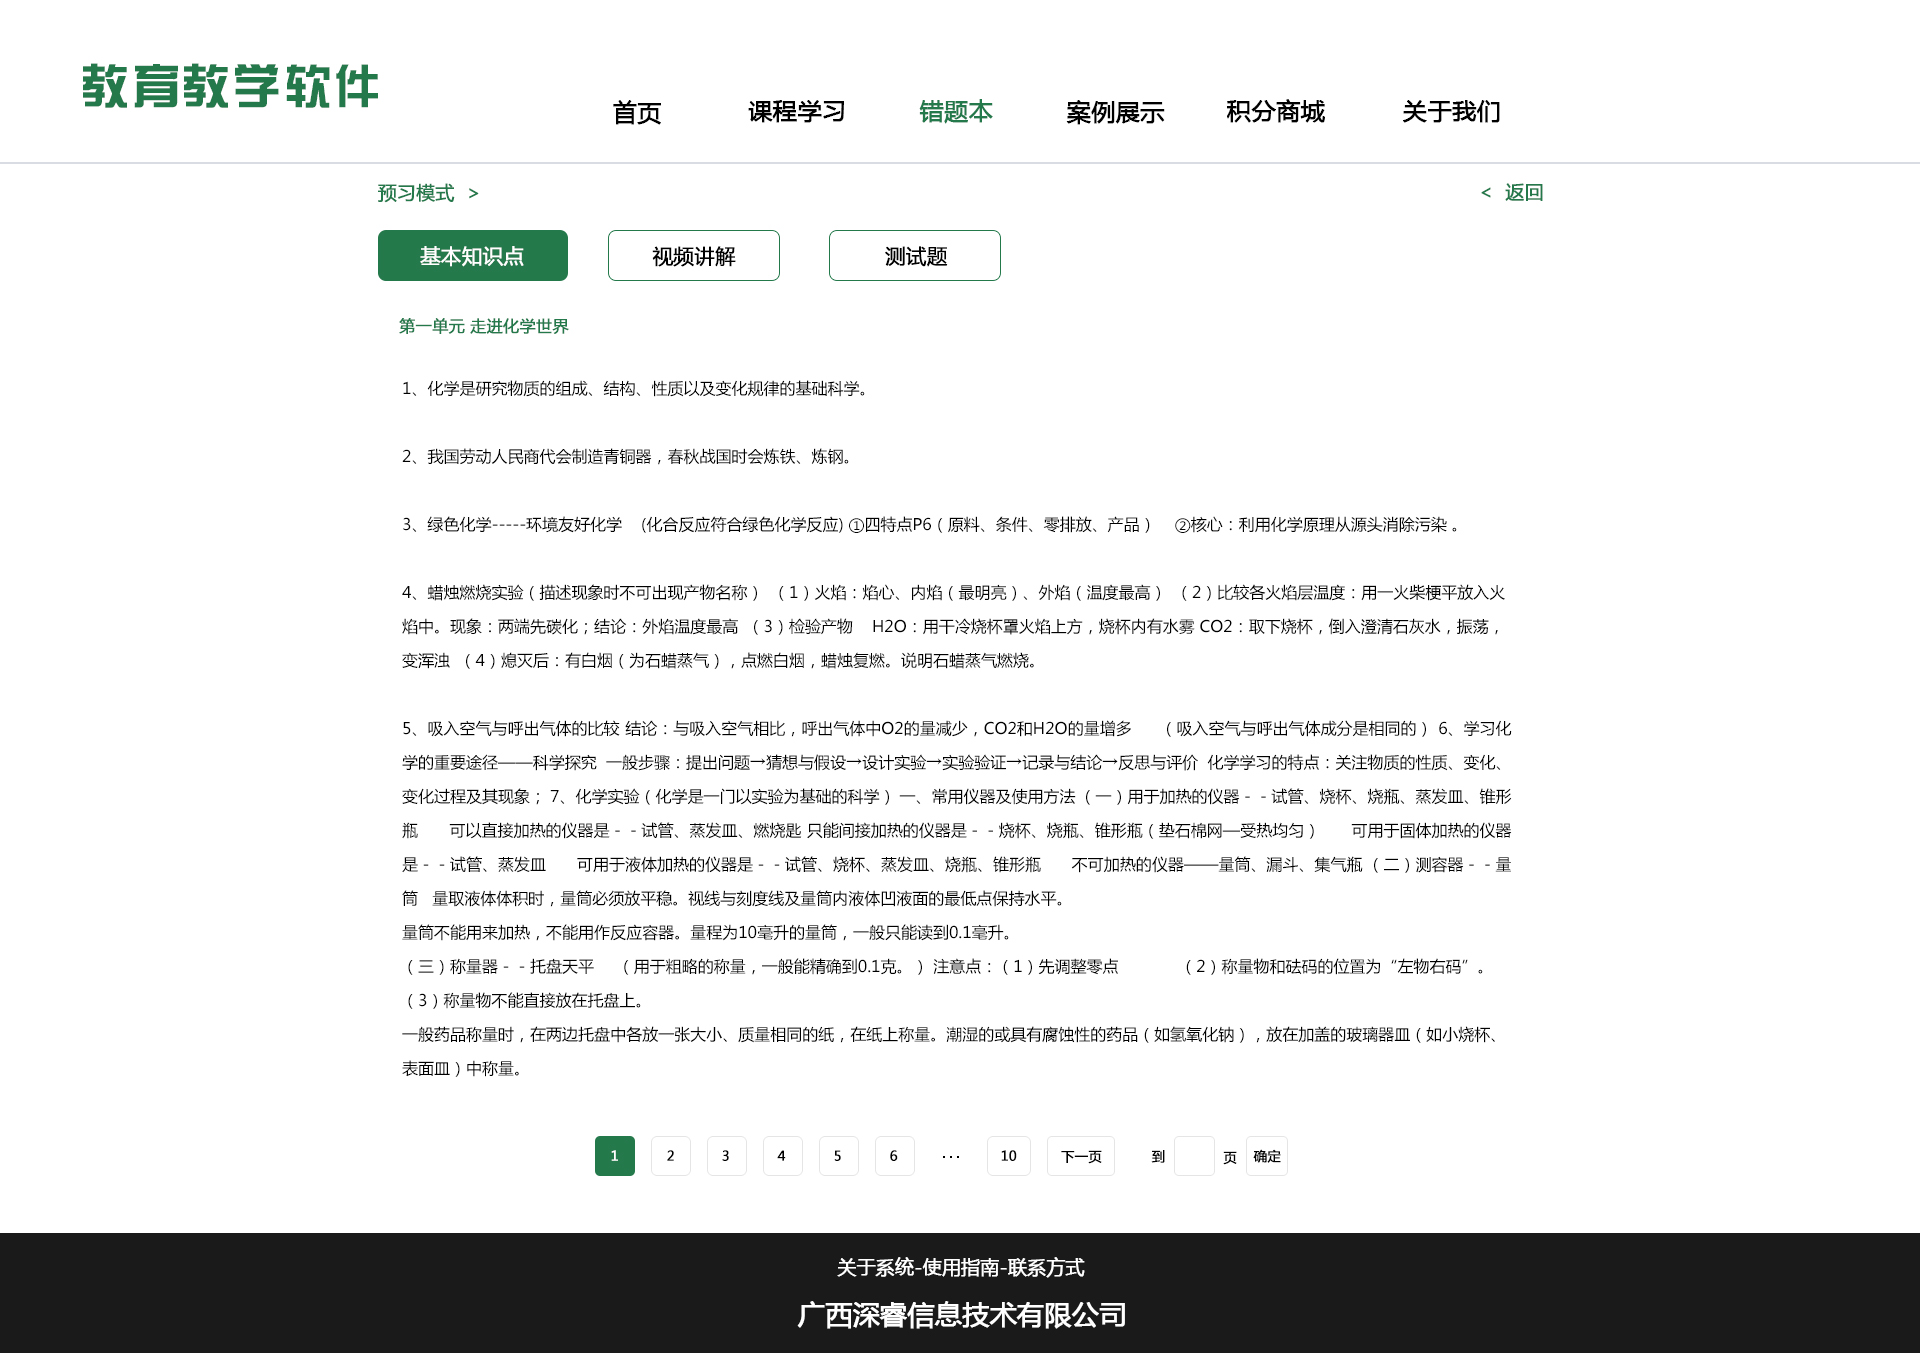 教育教学软件
首页 课程学习 错题本 案例展示 积分商城 关于我们
预习模式 > < 返回
基本知识点 视频讲解 测试题
第一单元 走进化学世界
1、化学是研究物质的组成、结构、性质以及变化规律的基础科学。
2、我国劳动人民商代会制造青铜器，春秋战国时会炼铁、炼钢。
3、绿色化学-----环境友好化学 (化合反应符合绿色化学反应) ①四特点P6（原料、条件、零排放、产品） ②核心：利用化学原理从源头消除污染 。
4、蜡烛燃烧实验（描述现象时不可出现产物名称） （1）火焰：焰心、内焰（最明亮）、外焰（温度最高） （2）比较各火焰层温度：用一火柴梗平放入火
焰中。现象：两端先碳化；结论：外焰温度最高 （3）检验产物 H2O：用干冷烧杯罩火焰上方，烧杯内有水雾 CO2：取下烧杯，倒入澄清石灰水，振荡，
变浑浊 （4）熄灭后：有白烟（为石蜡蒸气），点燃白烟，蜡烛复燃。说明石蜡蒸气燃烧。
5、吸入空气与呼出气体的比较 结论：与吸入空气相比，呼出气体中O2的量减少，CO2和H2O的量增多 （吸入空气与呼出气体成分是相同的）6、学习化
学的重要途径——科学探究 一般步骤：提出问题→猜想与假设→设计实验→实验验证→记录与结论→反思与评价 化学学习的特点：关注物质的性质、变化、
变化过程及其现象； 7、化学实验（化学是一门以实验为基础的科学）一、常用仪器及使用方法（一）用于加热的仪器－－试管、烧杯、烧瓶、蒸发皿、锥形
瓶 可以直接加热的仪器是－－试管、蒸发皿、燃烧匙 只能间接加热的仪器是－－烧杯、烧瓶、锥形瓶（垫石棉网—受热均匀） 可用于固体加热的仪器
是－－试管、蒸发皿 可用于液体加热的仪器是－－试管、烧杯、蒸发皿、烧瓶、锥形瓶 不可加热的仪器——量筒、漏斗、集气瓶（二）测容器－－量
筒 量取液体体积时，量筒必须放平稳。视线与刻度线及量筒内液体凹液面的最低点保持水平。
量筒不能用来加热，不能用作反应容器。量程为10毫升的量筒，一般只能读到0.1毫升。
（三）称量器－－托盘天平 （用于粗略的称量，一般能精确到0.1克。）注意点：（1）先调整零点 （2）称量物和砝码的位置为“左物右码”。
（3）称量物不能直接放在托盘上。
一般药品称量时，在两边托盘中各放一张大小、质量相同的纸，在纸上称量。潮湿的或具有腐蚀性的药品（如氢氧化钠），放在加盖的玻璃器皿（如小烧杯、
表面皿）中称量。
1 2 3 4 5 6 ... 10 下一页 到 页 确定
关于系统-使用指南-联系方式
广西深睿信息技术有限公司